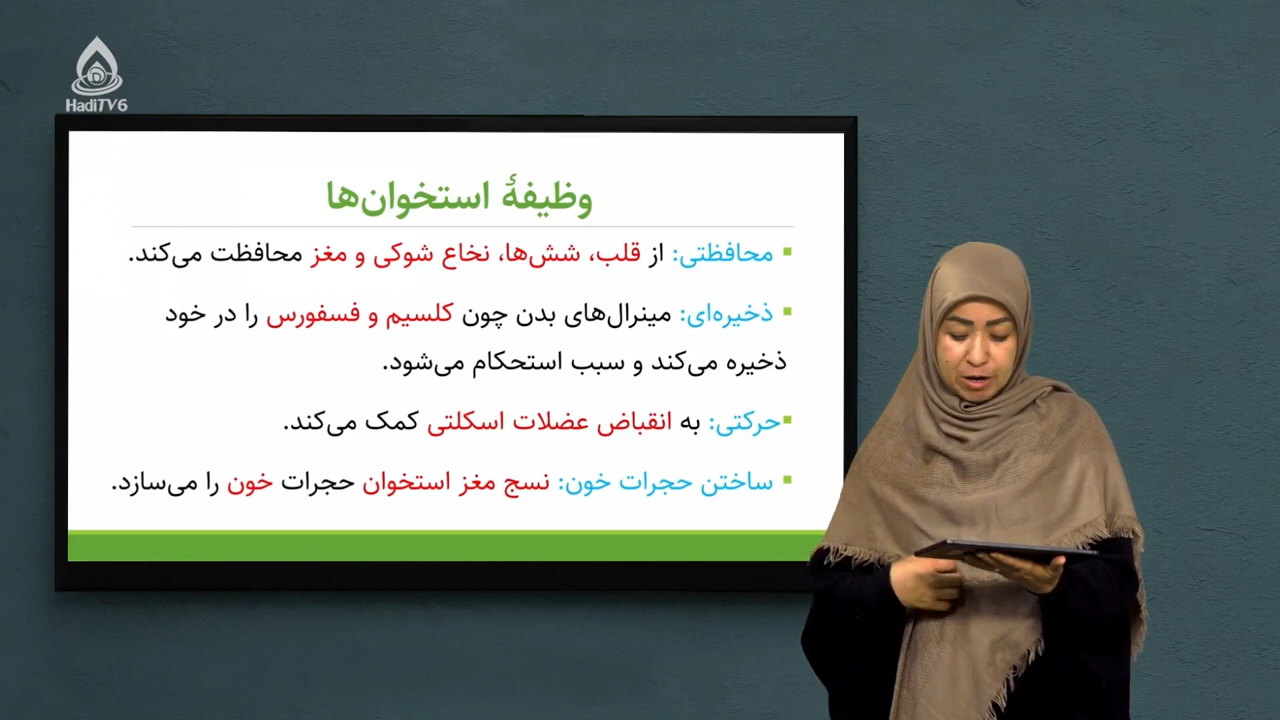 HadiTV6
وظیفهٔ استخوان‌ها
محافظتی: از قلب، شش‌ها، نخاع شوکی و مغز محافظت می‌کند.
ذخیره‌ای: مینرال‌های بدن چون کلسیم و فسفورس را در خود
ذخیره می‌کند و سبب استحکام می‌شود.
حرکتی: به انقباض عضلات اسکلتی کمک می‌کند.
ساختن حجرات خون: نسج مغز استخوان حجرات خون را می‌سازد.